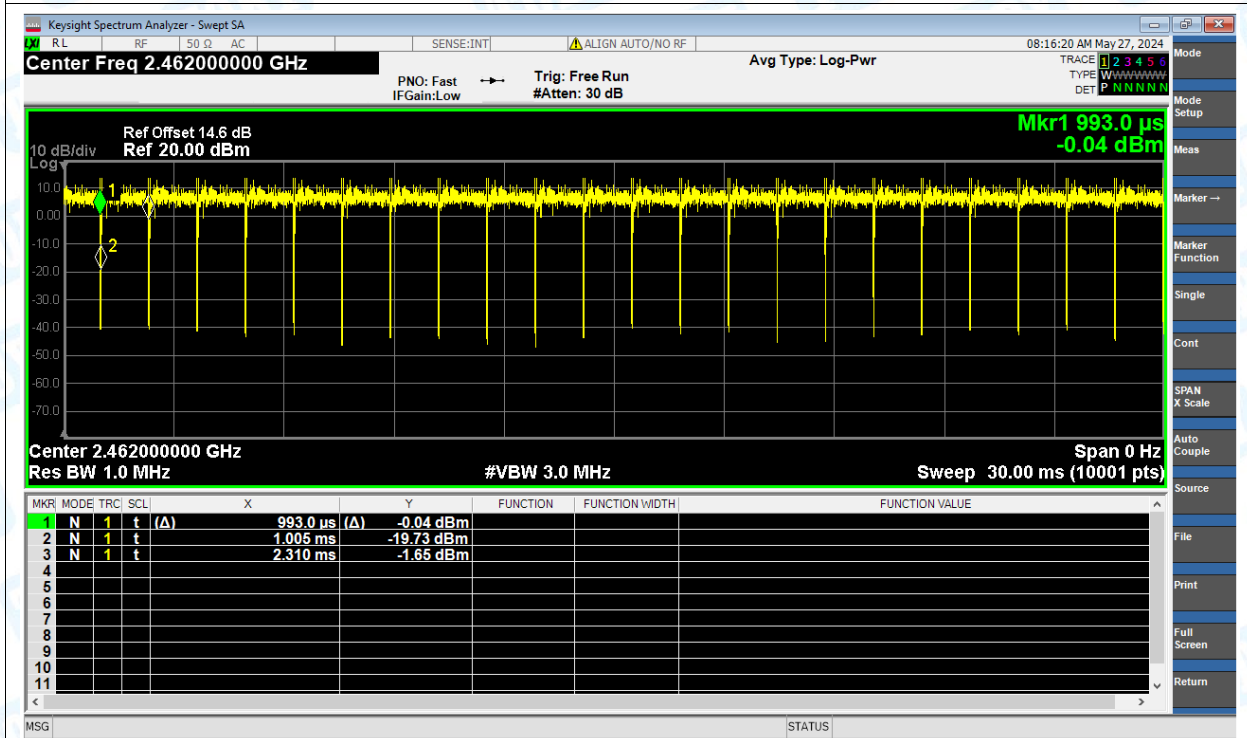 Keysight Spectrum Analyzer - Swept SA
LXI RL RF 50 Ω AC SENSE:INT ALIGN AUTO/NO RF 08:16:20 AM May 27, 2024
Center Freq 2.462000000 GHz
PNO: Fast
IFGain:Low
Trig: Free Run
#Atten: 30 dB
Avg Type: Log-Pwr
TRACE 1 2 3 4 5 6
TYPE WWWWWW
DET P N N N N N
Mkr1 993.0 µs
-0.04 dBm
Ref Offset 14.6 dB
10 dB/div Ref 20.00 dBm
Log
10.0
0.00
-10.0
-20.0
-30.0
-40.0
-50.0
-60.0
-70.0
1
2
Center 2.462000000 GHz Span 0 Hz
Res BW 1.0 MHz #VBW 3.0 MHz Sweep 30.00 ms (10001 pts)
MKR MODE TRC SCL X Y FUNCTION FUNCTION WIDTH FUNCTION VALUE
1 N 1 t (Δ) 993.0 µs (Δ) -0.04 dBm
2 N 1 t 1.005 ms -19.73 dBm
3 N 1 t 2.310 ms -1.65 dBm
4
5
6
7
8
9
10
11
MSG STATUS
Mode
Mode
Setup
Meas
Marker →
Marker
Function
Single
Cont
SPAN
X Scale
Auto
Couple
Source
File
Print
Full
Screen
Return